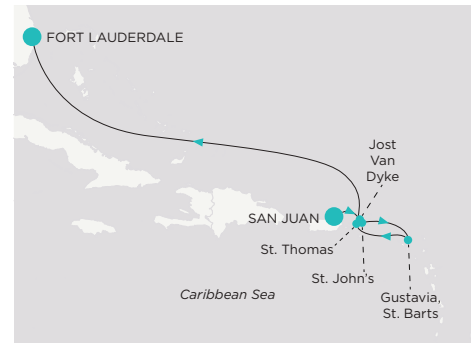 FORT LAUDERDALE
Jost
Van
Dyke
SAN JUAN
St. Thomas
St. John's
Caribbean Sea
Gustavia,
St. Barts